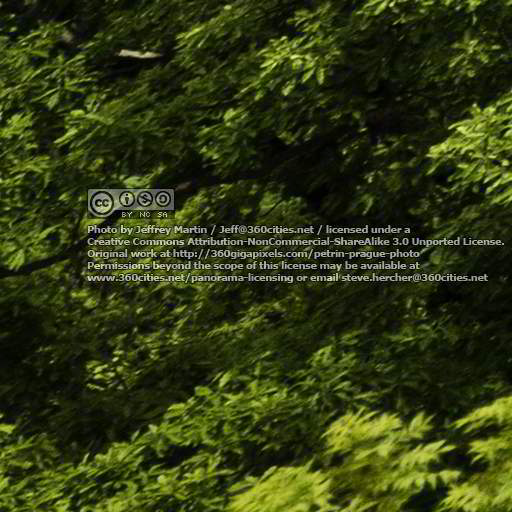 cc
BY NC SA
Photo by Jeffrey Martin / Jeff@360cities.net / licensed under a
Creative Commons Attribution-NonCommercial-ShareAlike 3.0 Unported License.
Original work at http://360gigapixels.com/petrin-prague-photo
Permissions beyond the scope of this license may be available at
www.360cities.net/panorama-licensing or email steve.hercher@360cities.net